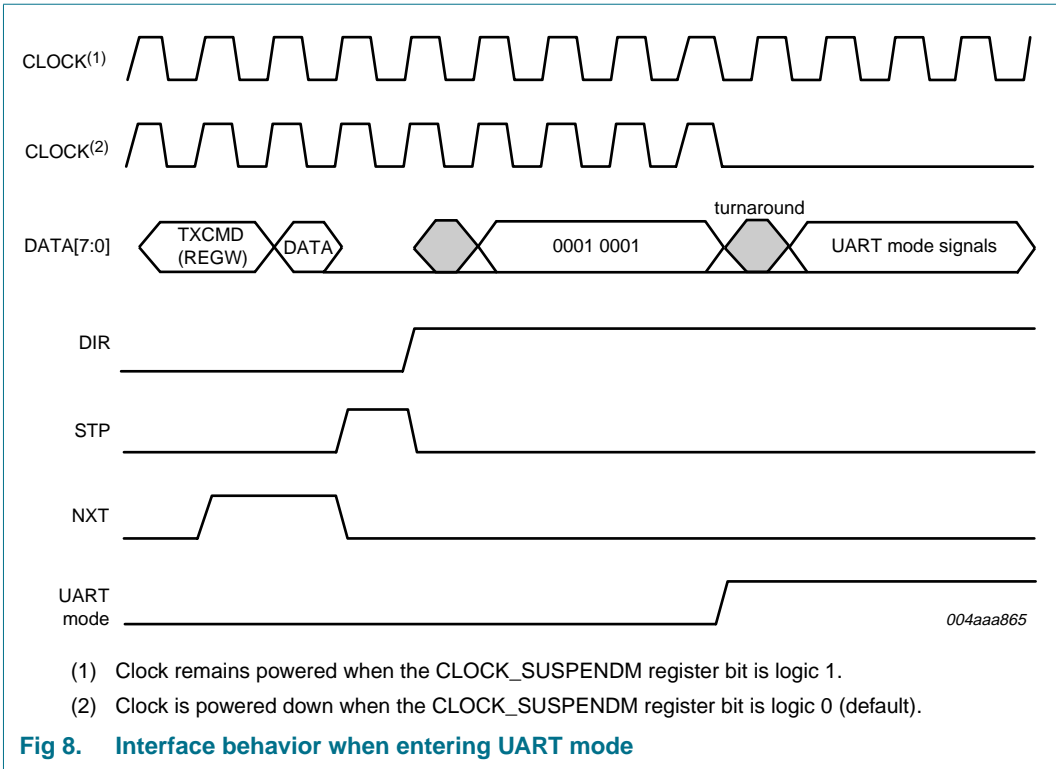 CLOCK(1)
CLOCK(2)
turnaround
DATA[7:0]
TXCMD
(REGW)
DATA
0001 0001
UART mode signals
DIR
STP
NXT
UART
mode
004aaa865
(1) Clock remains powered when the CLOCK_SUSPENDM register bit is logic 1.
(2) Clock is powered down when the CLOCK_SUSPENDM register bit is logic 0 (default).
Fig 8. Interface behavior when entering UART mode